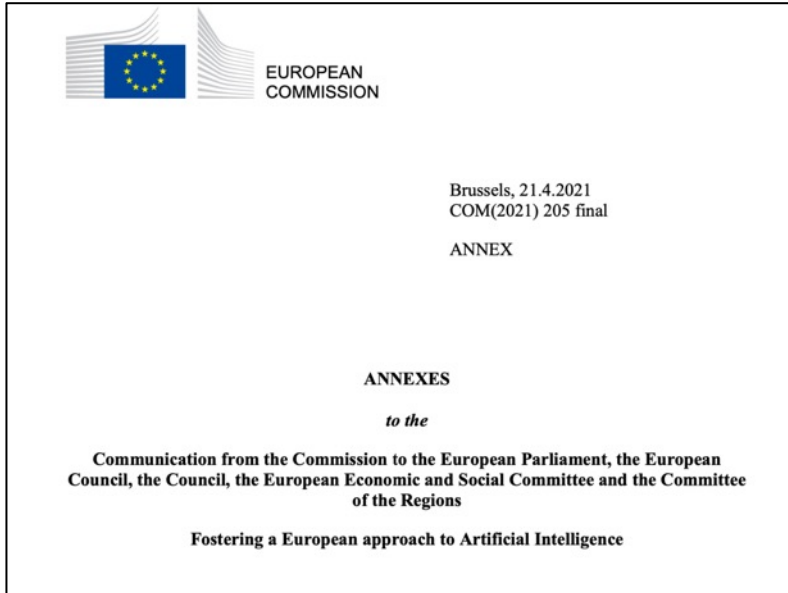 EUROPEAN
COMMISSION
Brussels, 21.4.2021
COM(2021) 205 final
ANNEX
ANNEXES
to the
Communication from the Commission to the European Parliament, the European
Council, the Council, the European Economic and Social Committee and the Committee
of the Regions
Fostering a European approach to Artificial Intelligence